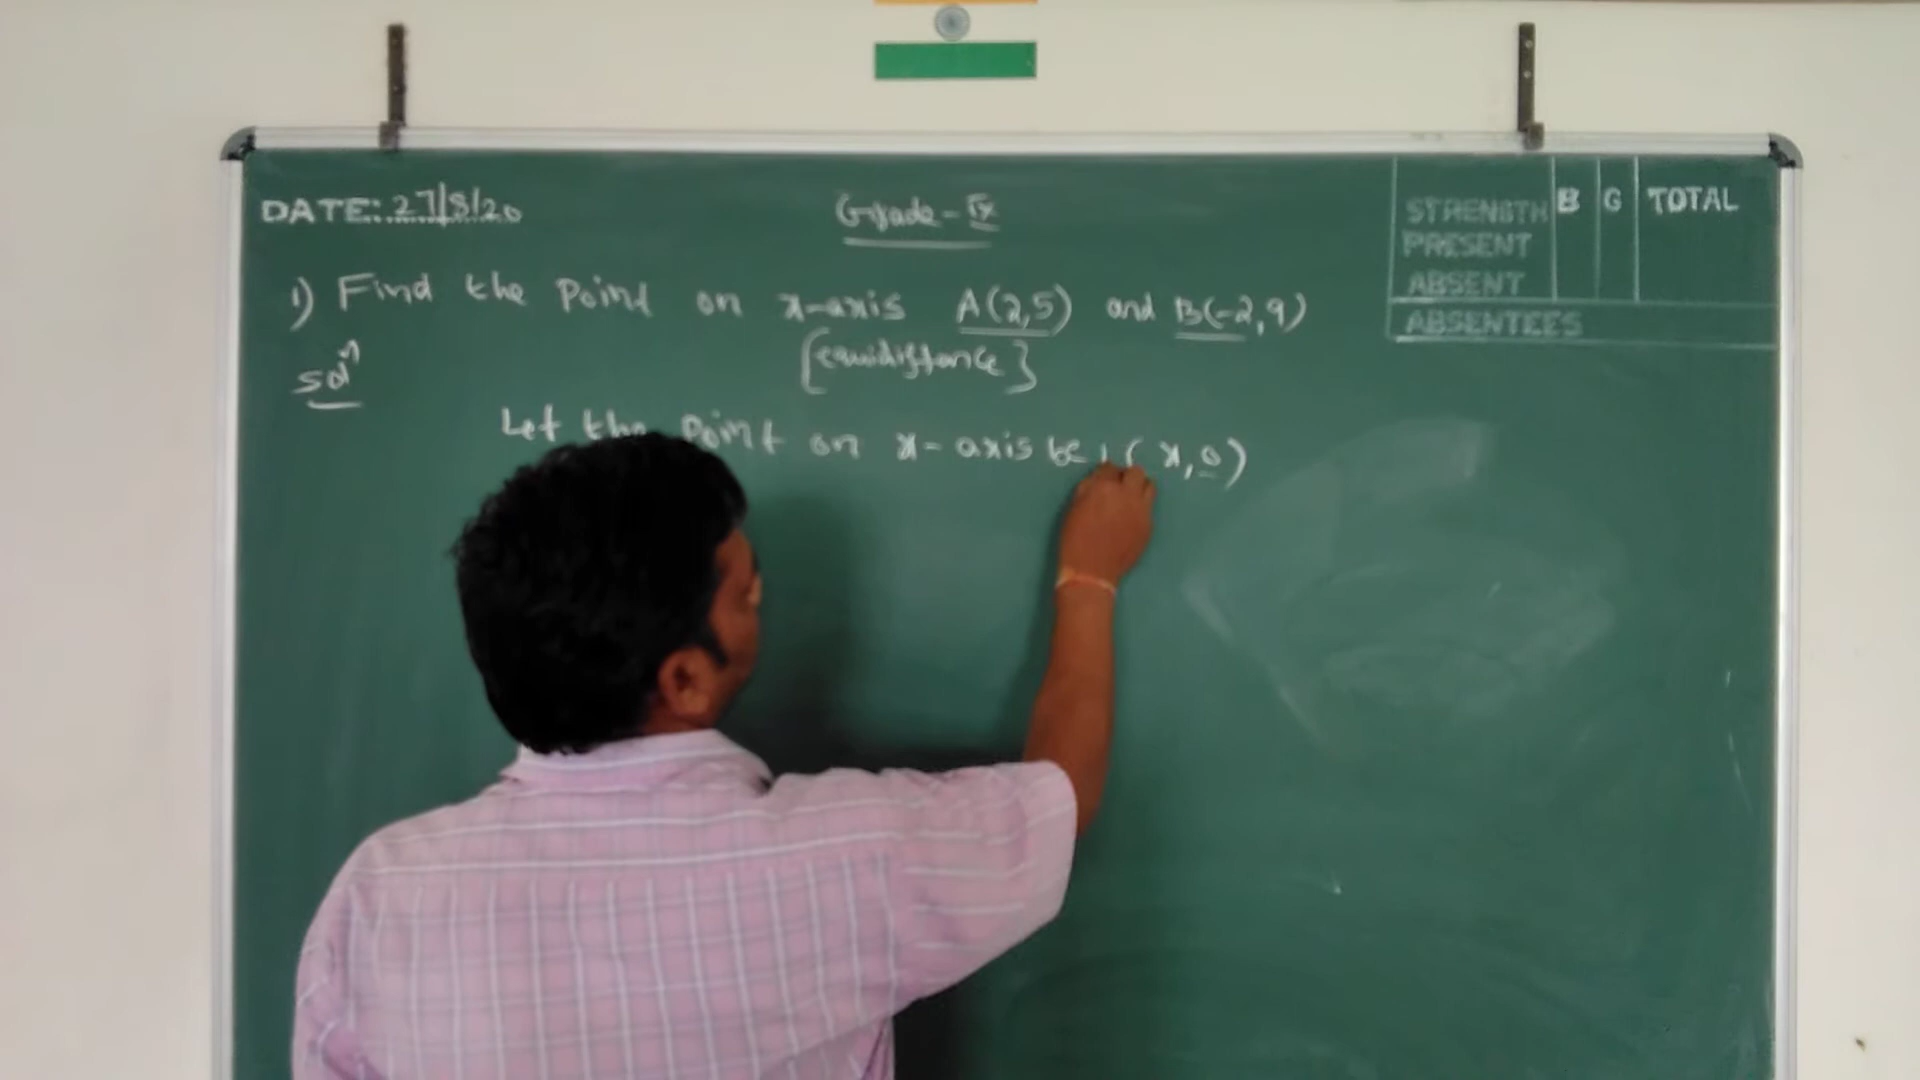 DATE: 27/8/20
Grade - IX
STRENGTH B G TOTAL
PRESENT
ABSENT
ABSENTEES
1) Find the Point on x-axis A(2,5) and B(-2,9)
[equidistance]
Sol^n
Let the Point on x-axis be (x,0)